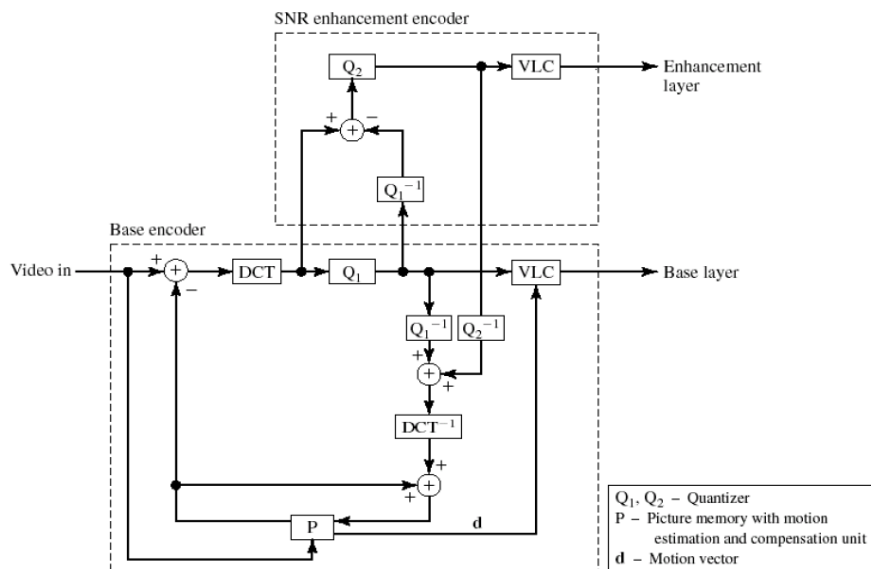 SNR enhancement encoder
Q₂
VLC
Enhancement
layer
+
−
+
Q₁⁻¹
Base encoder
Video in
+
+
−
DCT
Q₁
VLC
Base layer
Q₁⁻¹
Q₂⁻¹
+
+
+
DCT⁻¹
+
+
+
P
d
Q₁, Q₂ – Quantizer
P – Picture memory with motion
estimation and compensation unit
d – Motion vector